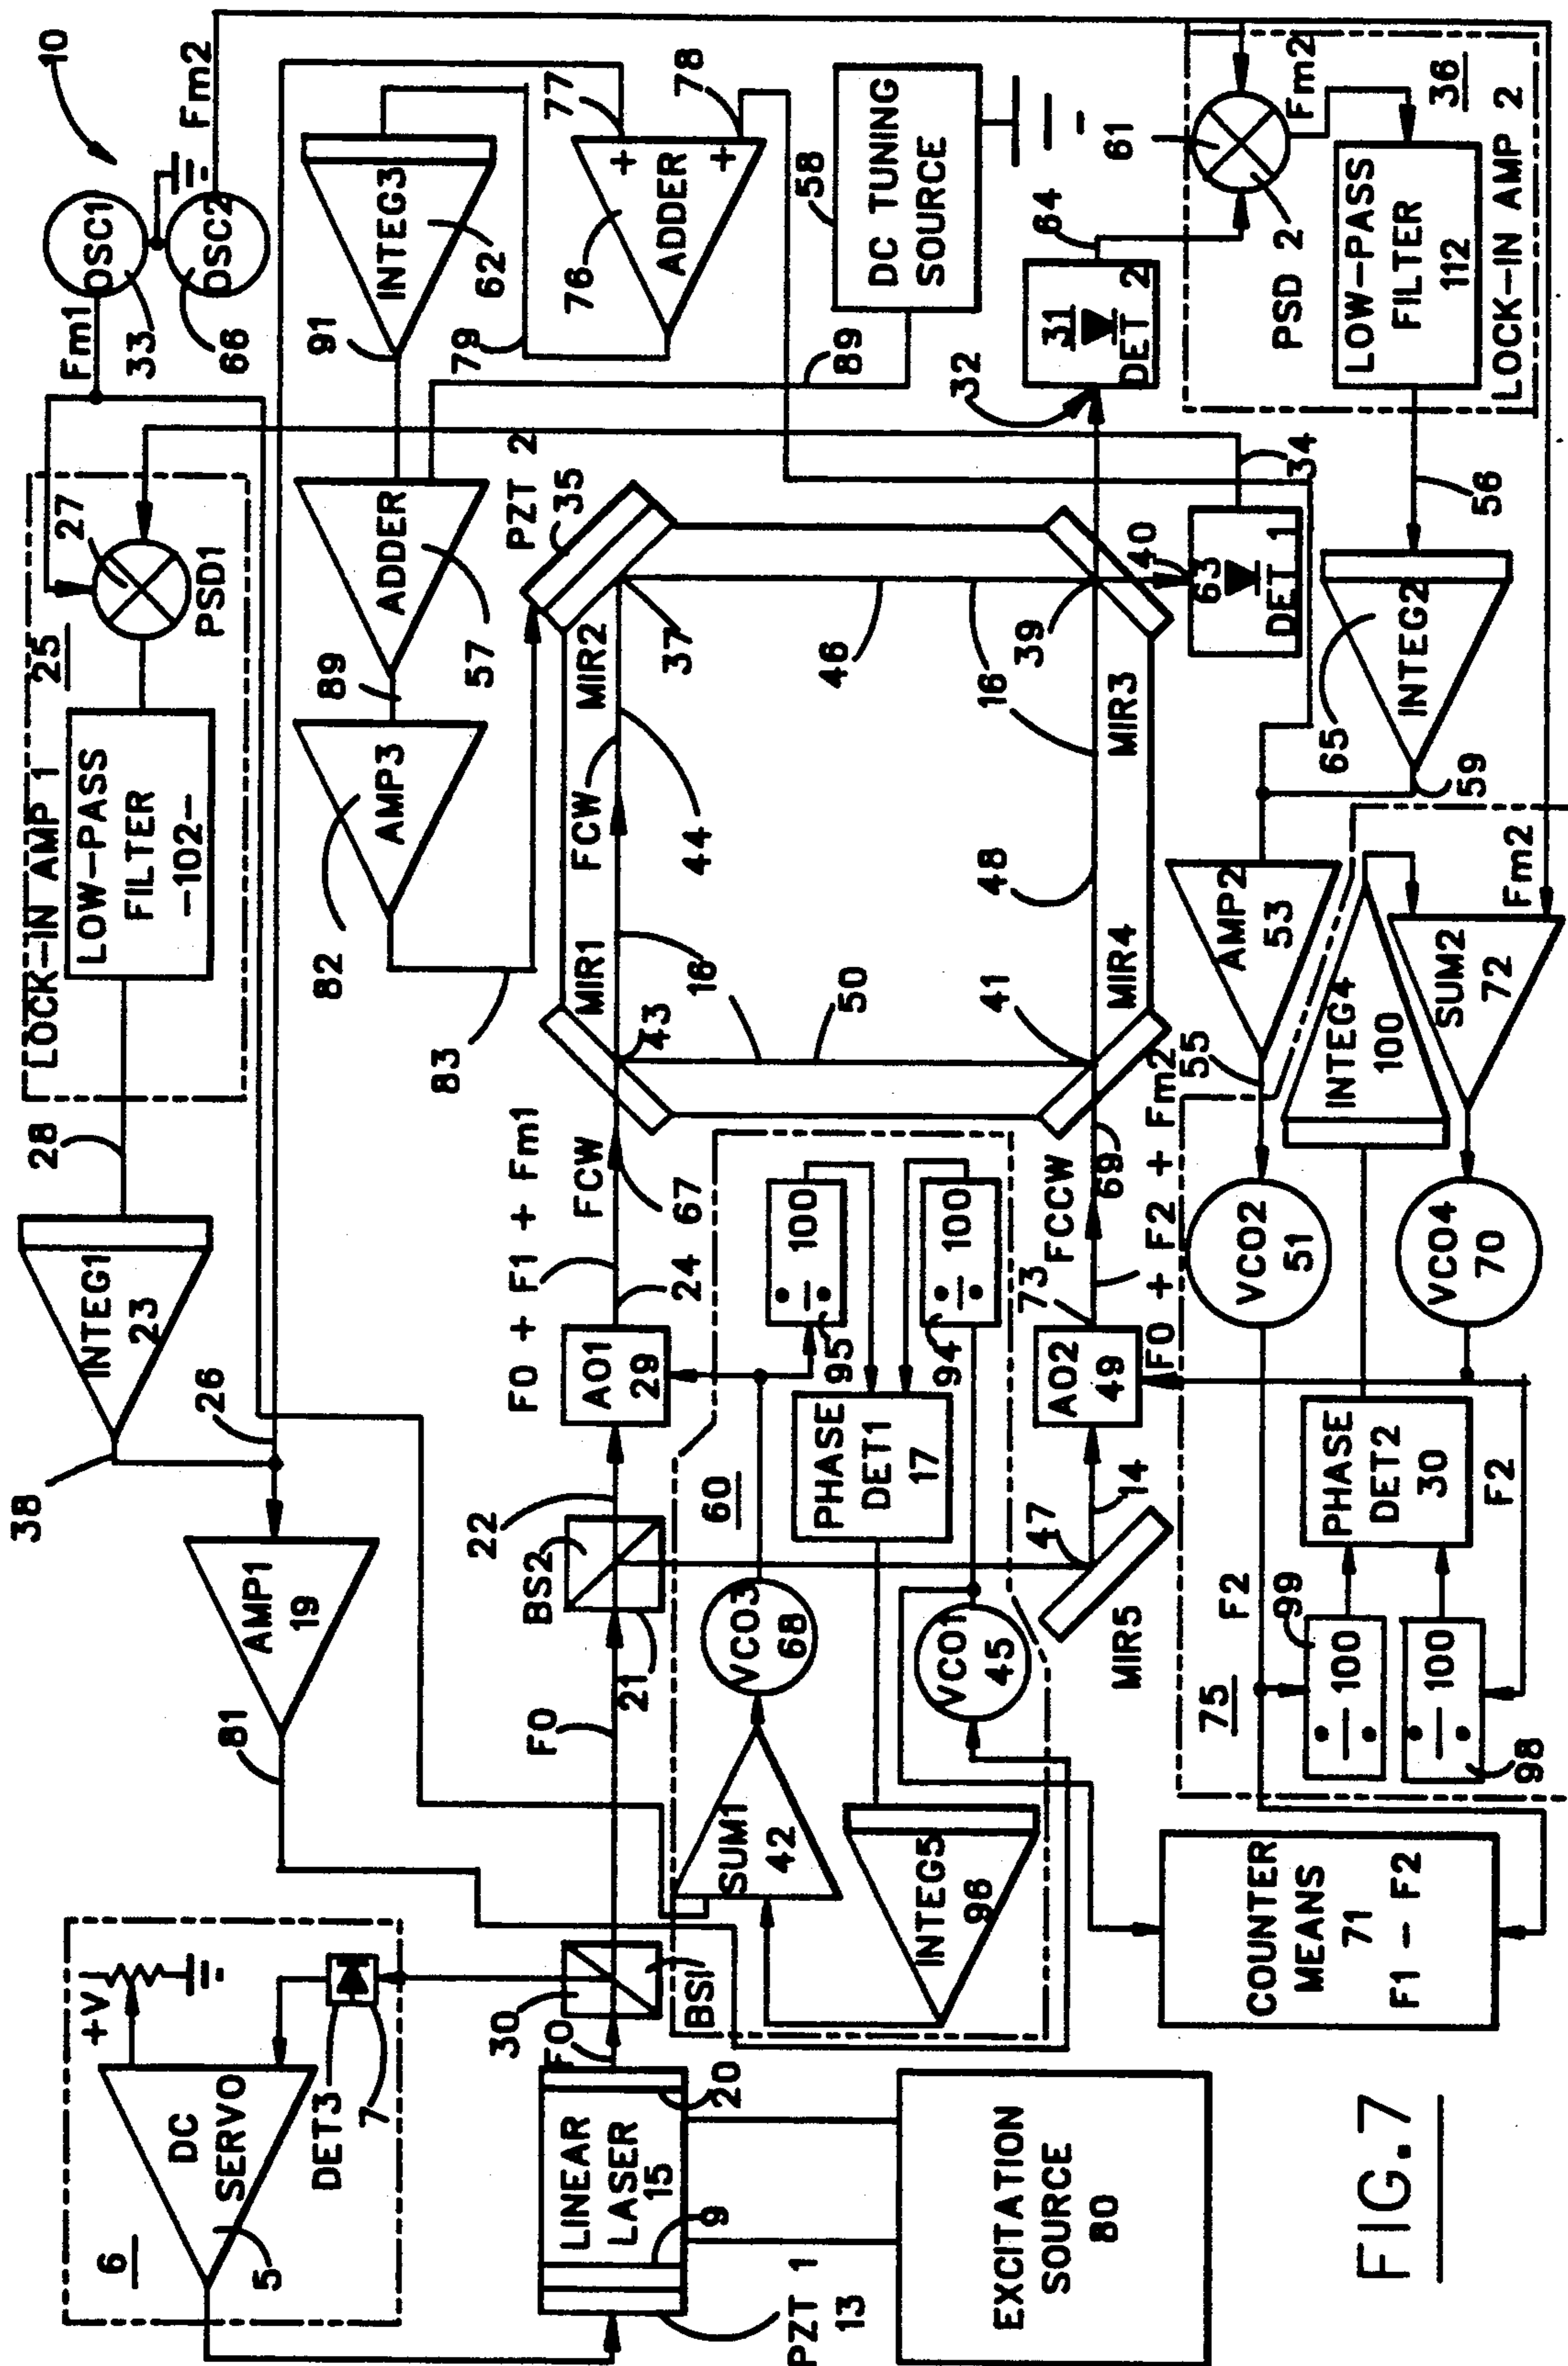 10
OSC1
Fm1
33
OSC2
Fm2
66
LOCK-IN AMP 1
25
27
PSD1
LOW-PASS
FILTER
-102-
28
INTEG1
23
38
26
AMP1
19
81
6
+V
DC
SERVO
5
DET3
7
INTEG3
62
91
79
77
78
+
+
76
ADDER
DC TUNING
SOURCE
58
89
ADDER
57
89
AMP3
82
83
PZT 2
35
MIR2
37
FCW
44
MIR1
43
16
50
46
16
39
MIR3
48
41
MIR4
40
63
DET 1
34
32
31
DET 2
64
61
PSD 2
Fm2
36
LOW-PASS
FILTER
112
LOCK-IN AMP 2
56
INTEG2
65
59
LINEAR
LASER
15
9
20
PZT 1
13
EXCITATION
SOURCE
80
F0
30
BS1
F0
21
BS2
22
AO1
29
F0 + F1 + Fm1
24
FCW
67
60
SUM1
42
VCO3
68
INTEG5
96
VCO1
45
PHASE
DET1
17
÷ 100
95
÷ 100
94
47
MIR5
14
AO2
49
73
FCCW
69
F0 + F2 + Fm2
AMP2
53
55
VCO2
51
INTEG4
100
SUM2
72
Fm2
VCO4
70
PHASE
DET2
30
F2
F2
75
÷ 100
99
÷ 100
98
COUNTER
MEANS
71
F1 - F2
FIG.7